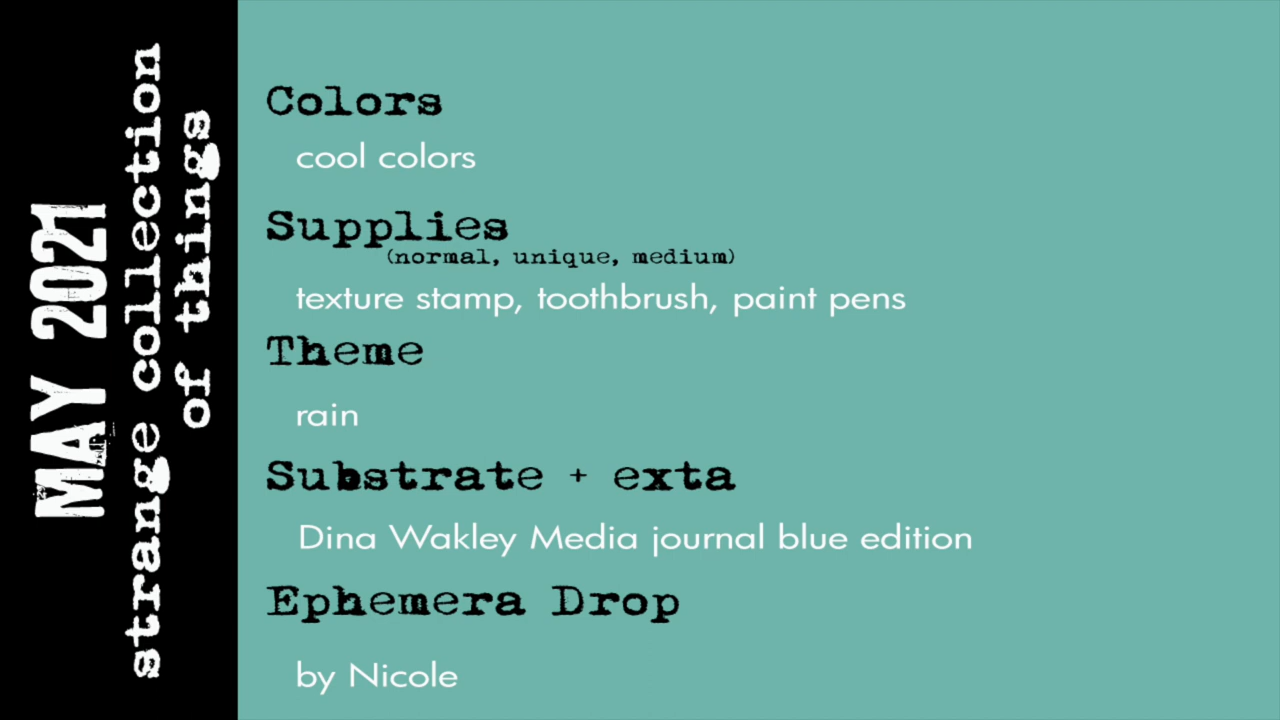 MAY 2021
strange collection
of things
Colors
cool colors
Supplies
(normal, unique, medium)
texture stamp, toothbrush, paint pens
Theme
rain
Substrate + exta
Dina Wakley Media journal blue edition
Ephemera Drop
by Nicole